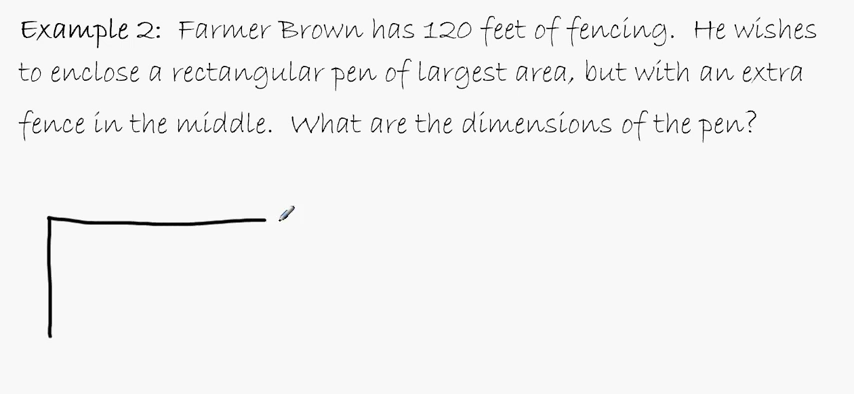 Example 2: Farmer Brown has 120 feet of fencing. He wishes
to enclose a rectangular pen of largest area, but with an extra
fence in the middle. What are the dimensions of the pen?